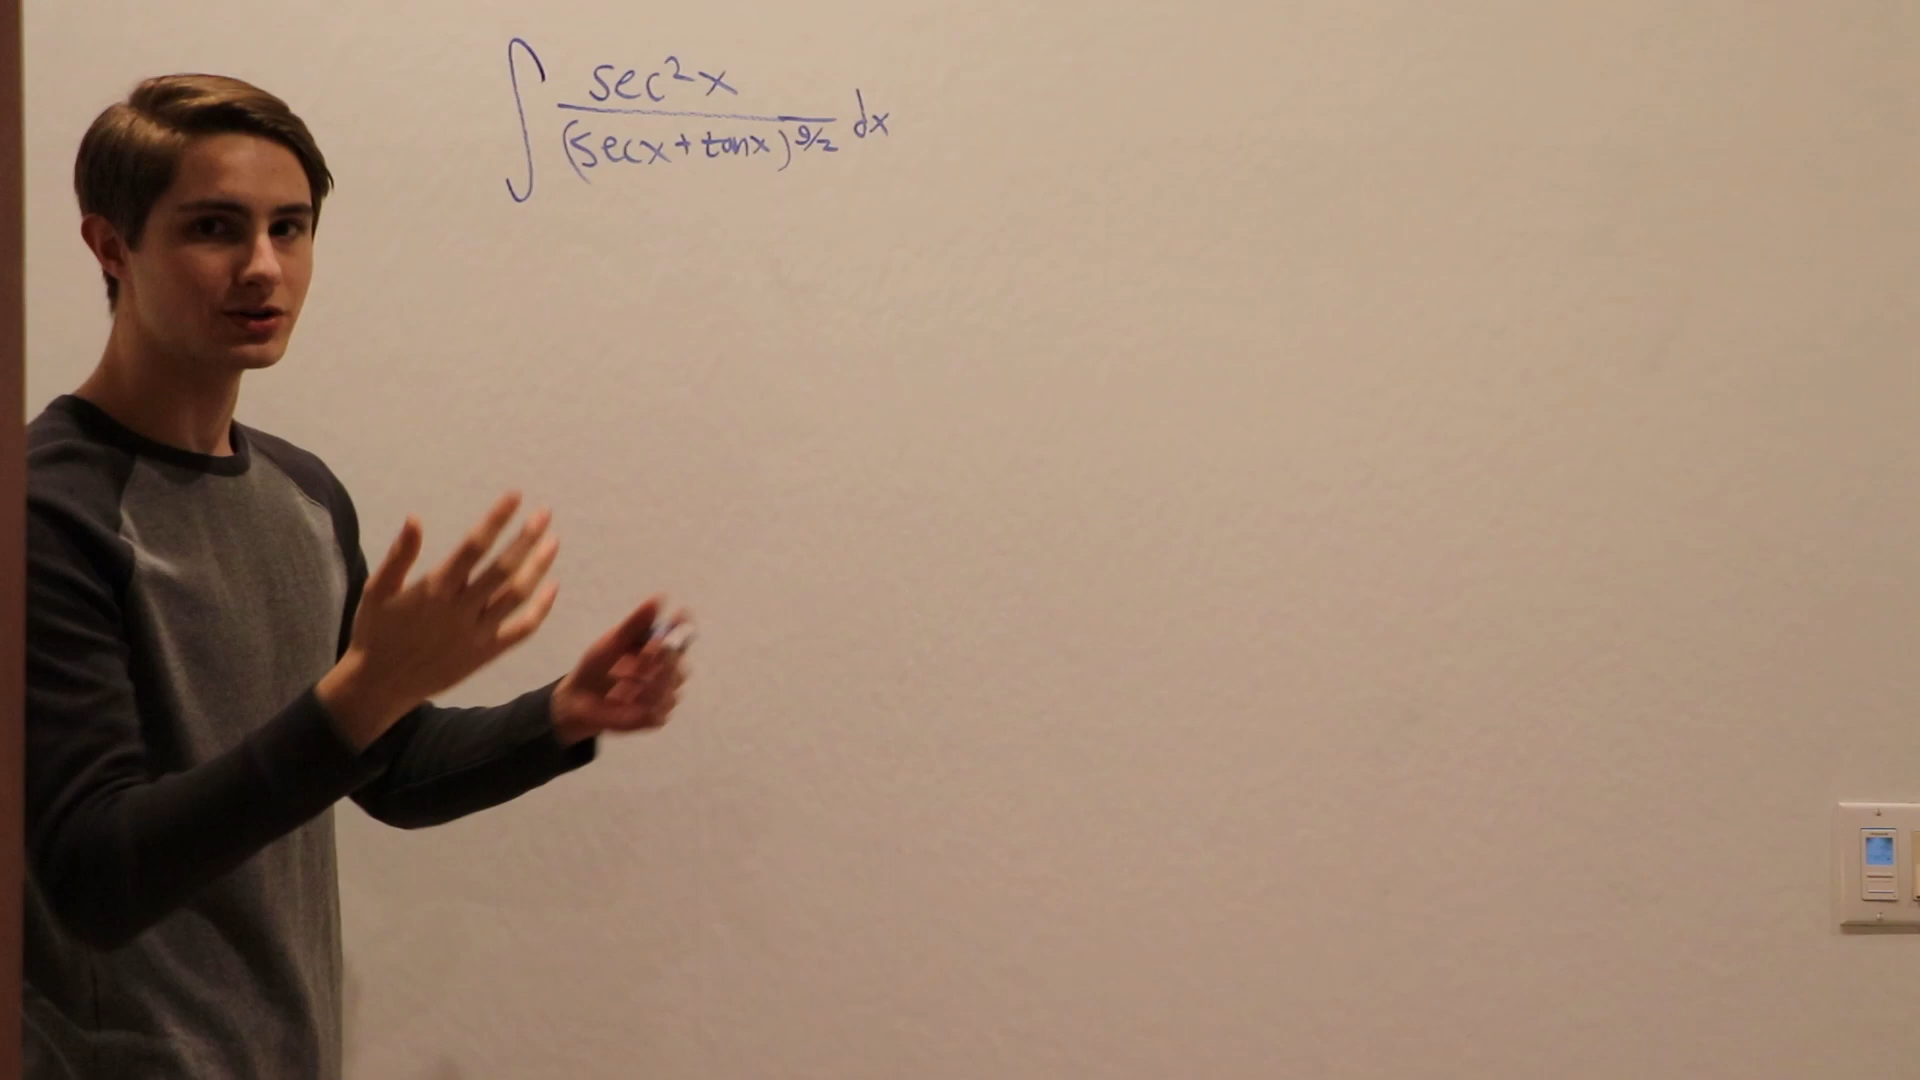 ∫ sec²x / (secx + tanx)^9/2 dx